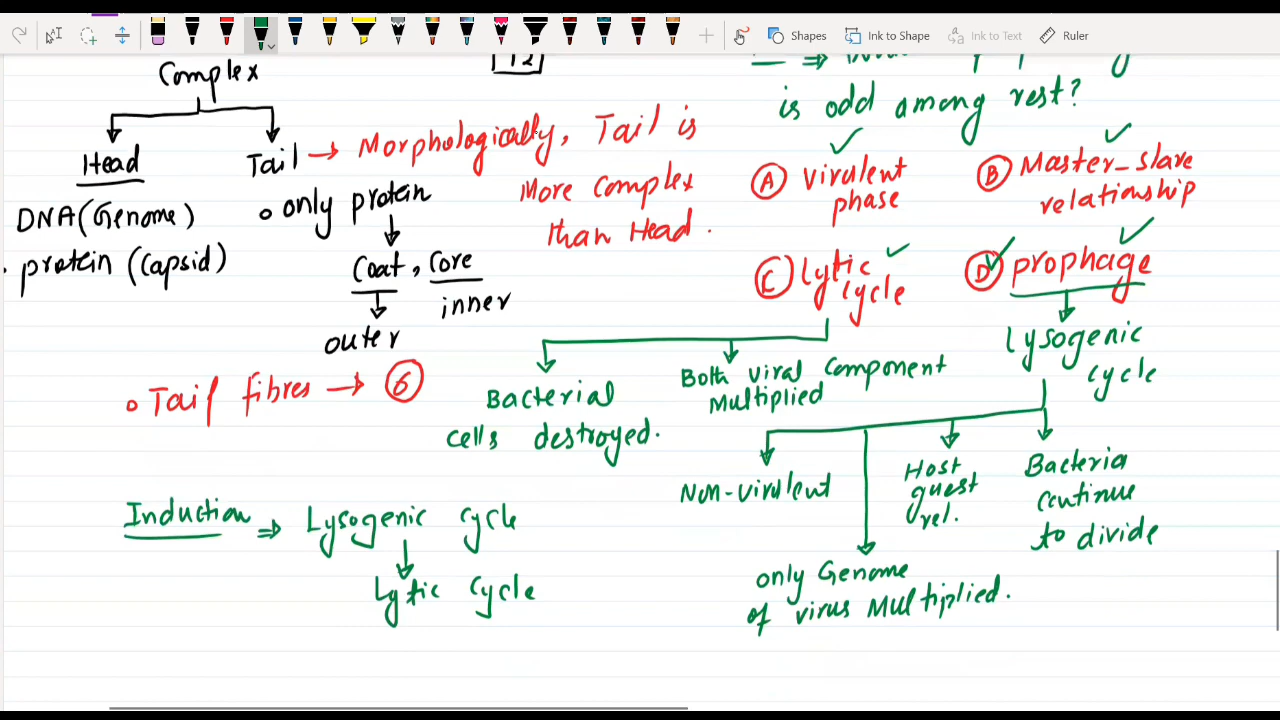 Shapes
Ink to Shape
Ink to Text
Ruler
Complex
Head
DNA (Genome)
protein (Capsid)
Tail → Morphologically, Tail is
More complex
than Head.
• only protein
Coat, Core
inner
outer
• Tail fibres → 6
Induction ⇒ Lysogenic cycle
Lytic cycle
12
is odd among rest?
A virulent
phase
B Master-slave
relationship
C Lytic
cycle
D prophage
Bacterial
cells destroyed.
Both viral component
Multiplied
Lysogenic
cycle
Non-virulent
only Genome
of virus Multiplied.
Host
guest
rel.
Bacteria
continue
to divide